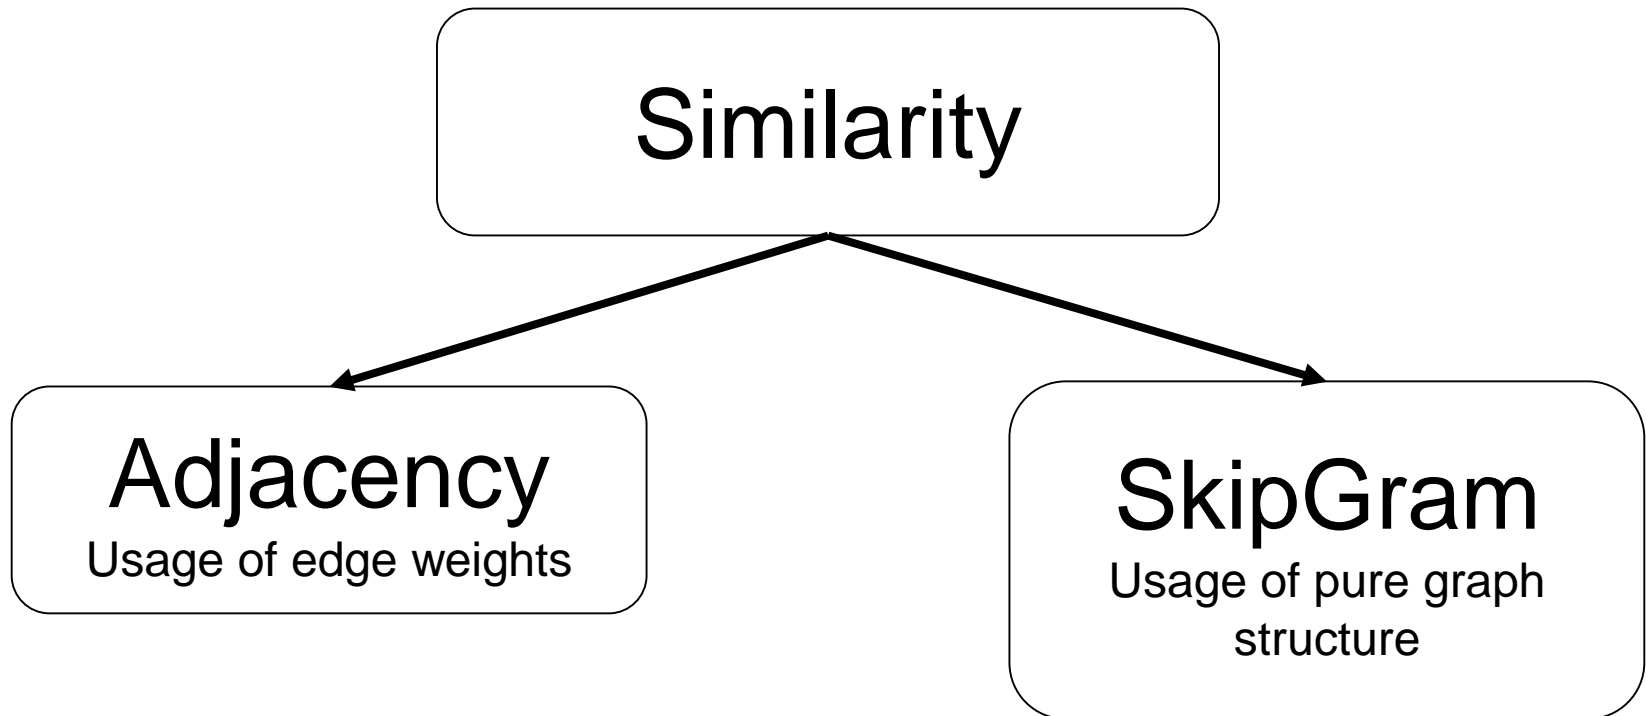 Similarity
Adjacency
Usage of edge weights
SkipGram
Usage of pure graph
structure